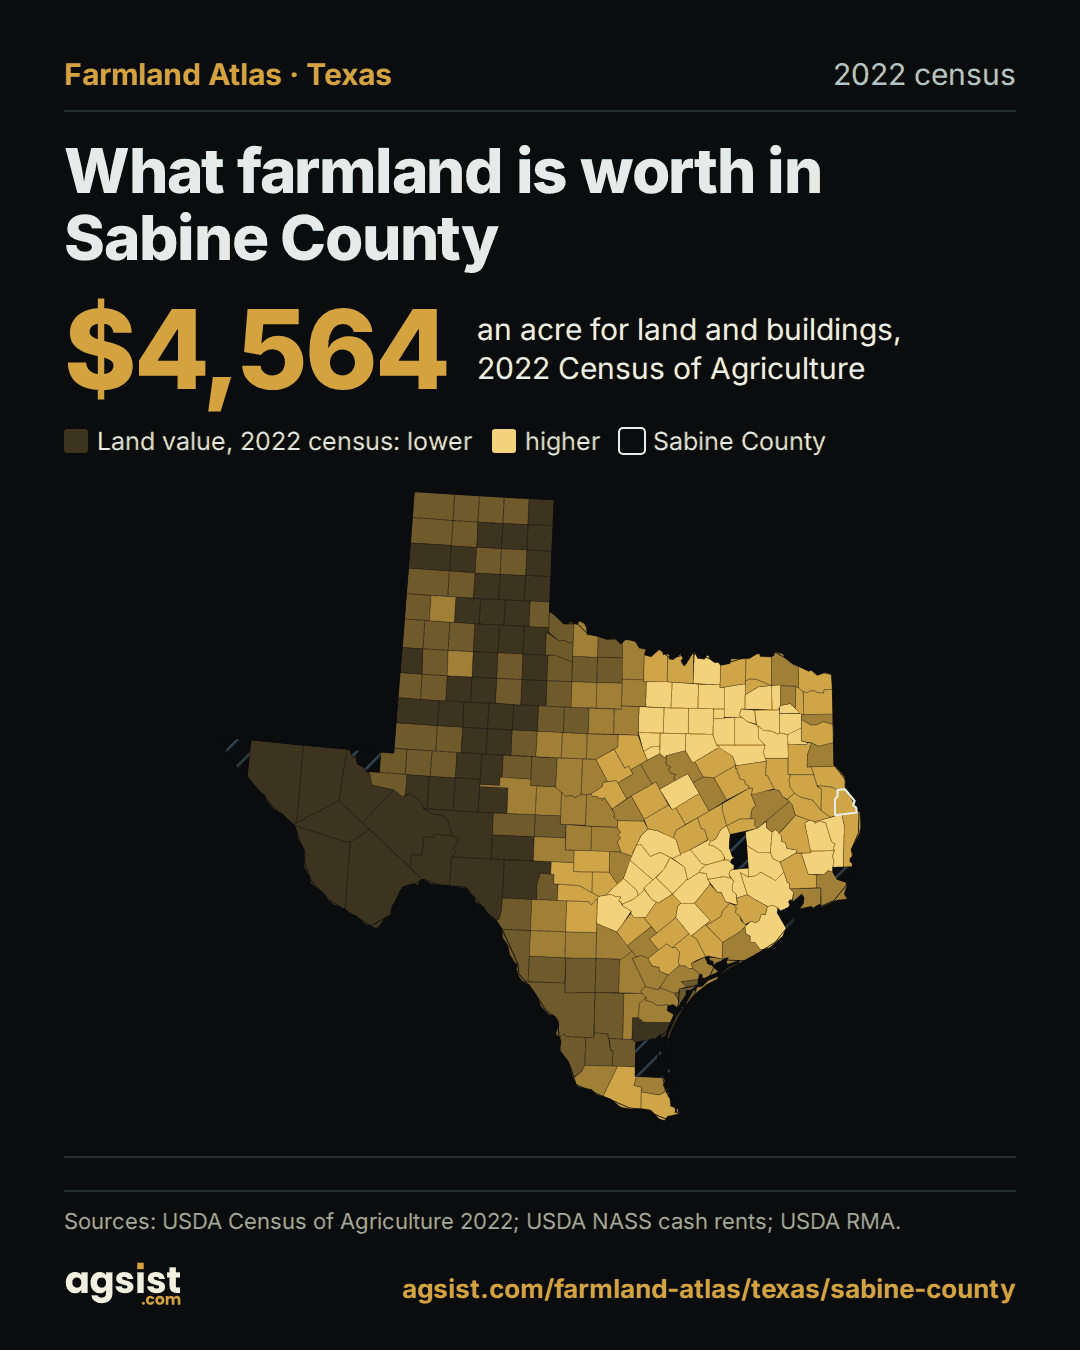 Farmland Atlas · Texas
2022 census
What farmland is worth in
Sabine County
$4,564
an acre for land and buildings,
2022 Census of Agriculture
Land value, 2022 census: lower
higher
Sabine County
Sources: USDA Census of Agriculture 2022; USDA NASS cash rents; USDA RMA.
agsist
.com
agsist.com/farmland-atlas/texas/sabine-county